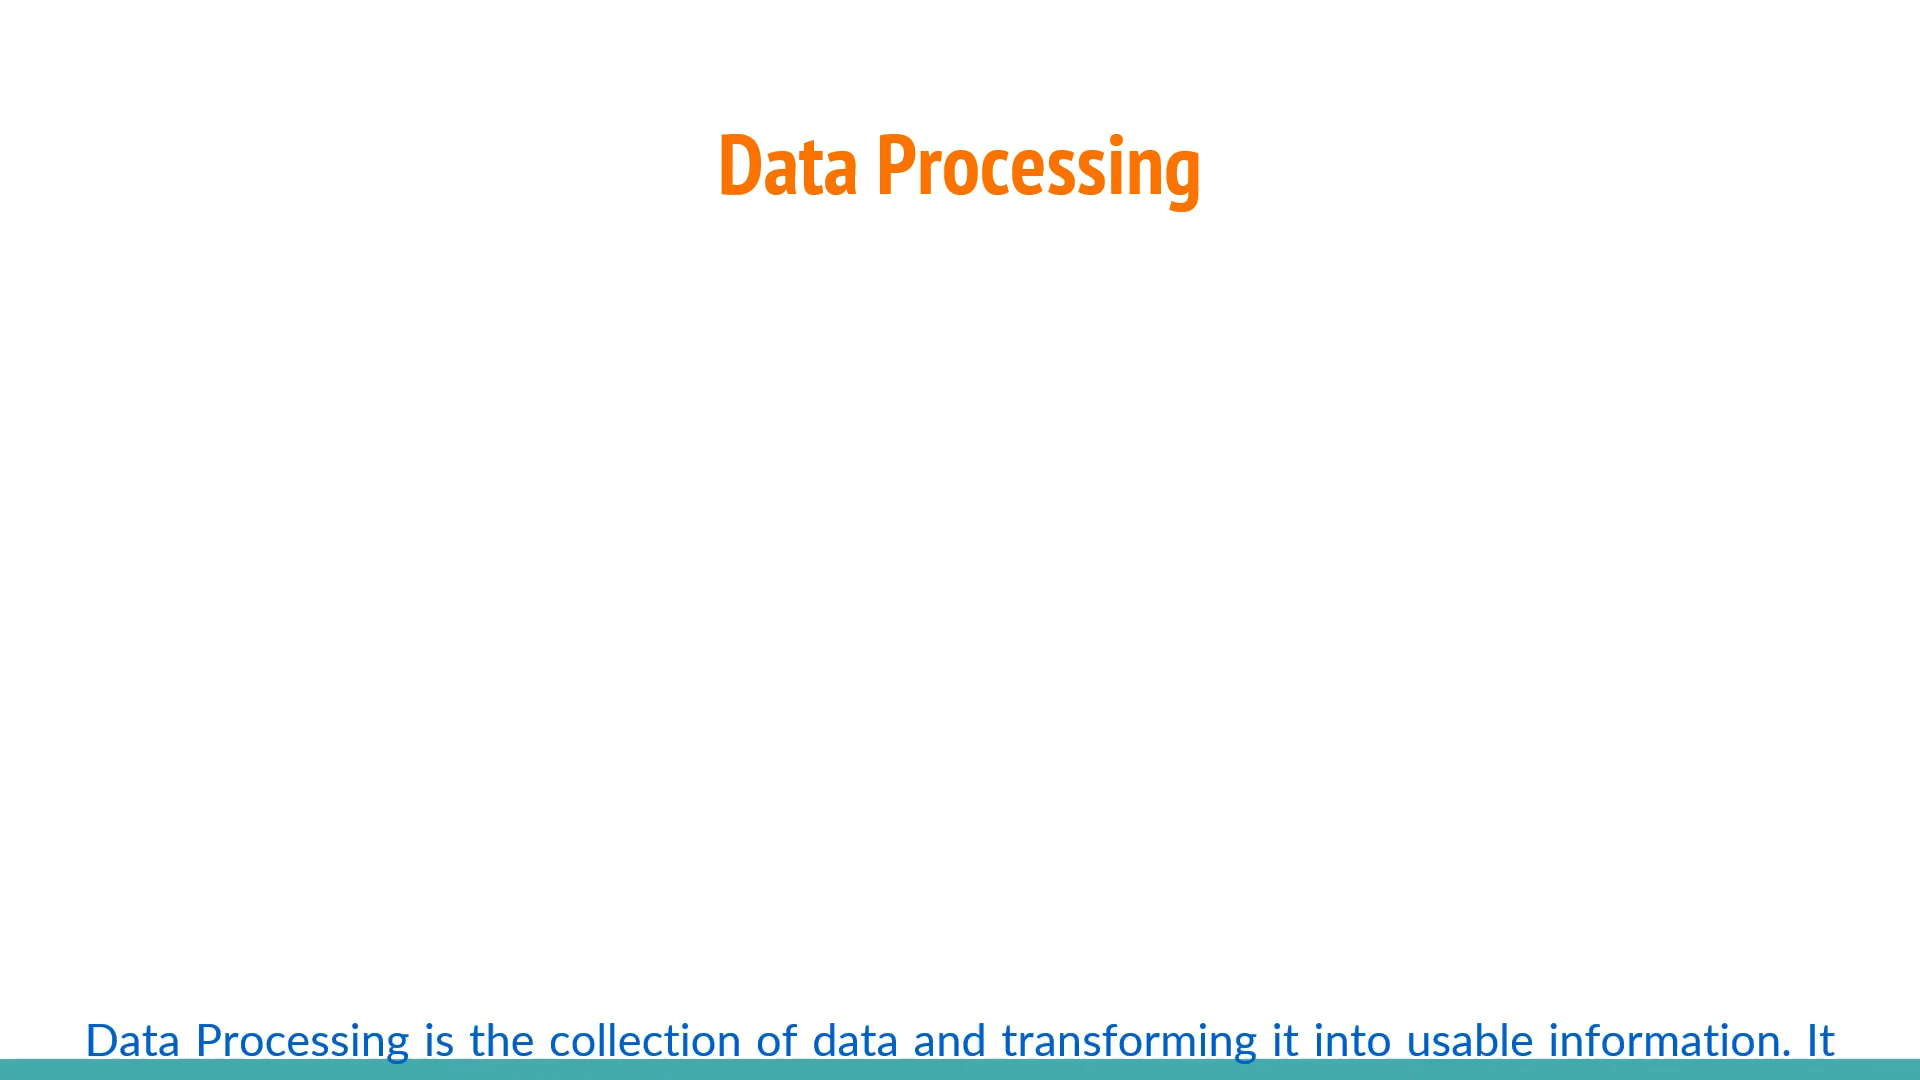 Data Processing
Data Processing is the collection of data and transforming it into usable information. It